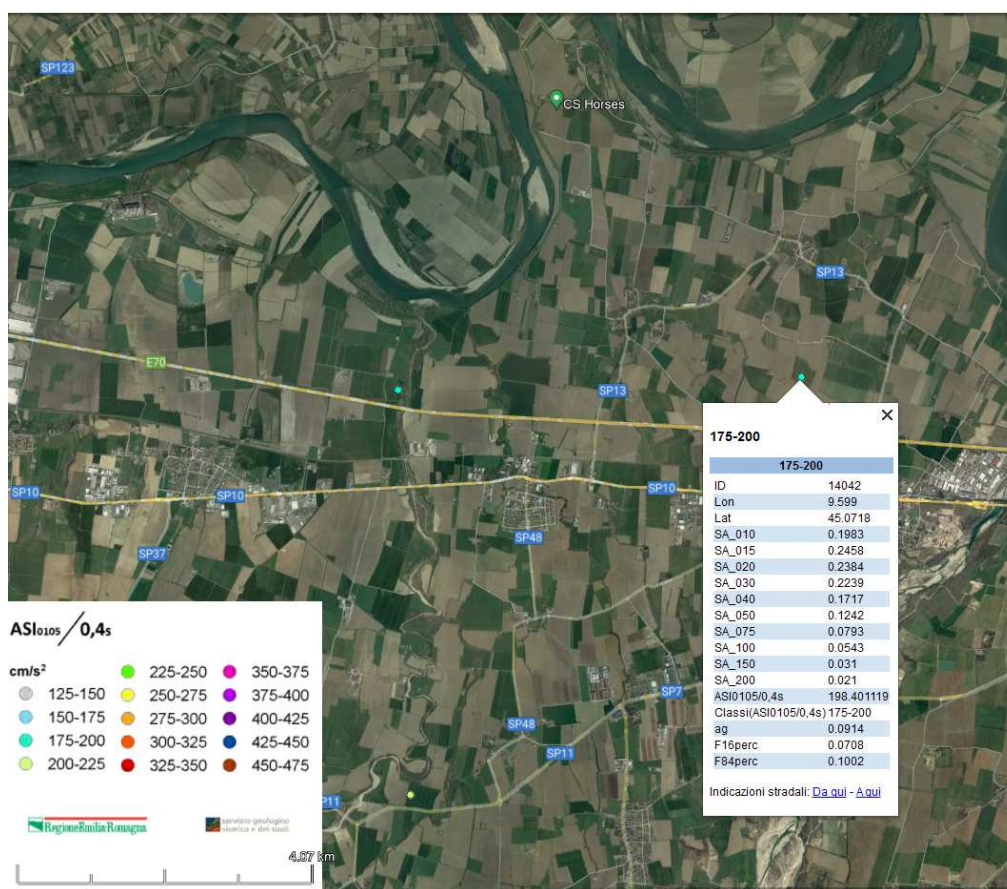 SP123
CS Horses
SP13
E70
SP13
SP10
SP10
SP10
SP37
SP48
SP7
SP48
SP11
SP11
175-200
175-200
ID 14042
Lon 9.599
Lat 45.0718
SA_010 0.1983
SA_015 0.2458
SA_020 0.2384
SA_030 0.2239
SA_040 0.1717
SA_050 0.1242
SA_075 0.0793
SA_100 0.0543
SA_150 0.031
SA_200 0.021
ASI0105/0,4s 198.401119
Classi(ASI0105/0,4s) 175-200
ag 0.0914
F16perc 0.0708
F84perc 0.1002
Indicazioni stradali: Da qui - A qui
ASI0105/0,4s
cm/s²
225-250 350-375
125-150 250-275 375-400
150-175 275-300 400-425
175-200 300-325 425-450
200-225 325-350 450-475
RegioneEmilia-Romagna
servizio geologico
sismico e dei suoli
4.07 km